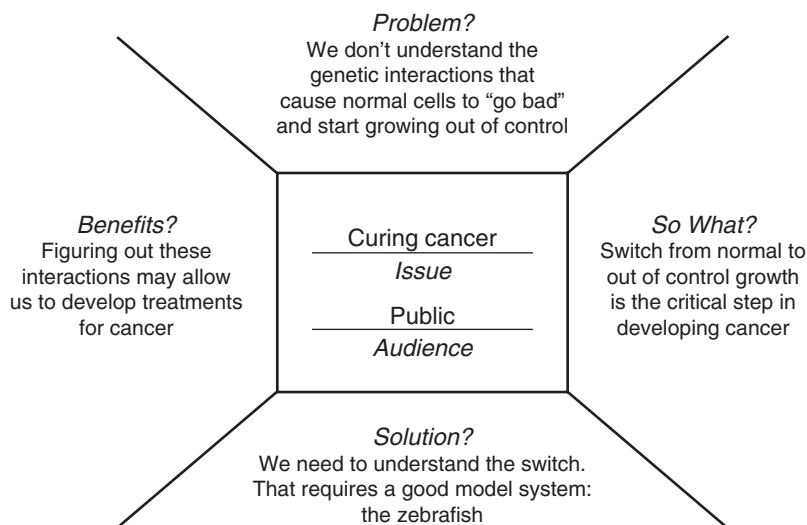 Problem?
We don’t understand the
genetic interactions that
cause normal cells to “go bad”
and start growing out of control
Benefits?
Figuring out these
interactions may allow
us to develop treatments
for cancer
Curing cancer
Issue
Public
Audience
So What?
Switch from normal to
out of control growth
is the critical step in
developing cancer
Solution?
We need to understand the switch.
That requires a good model system:
the zebrafish